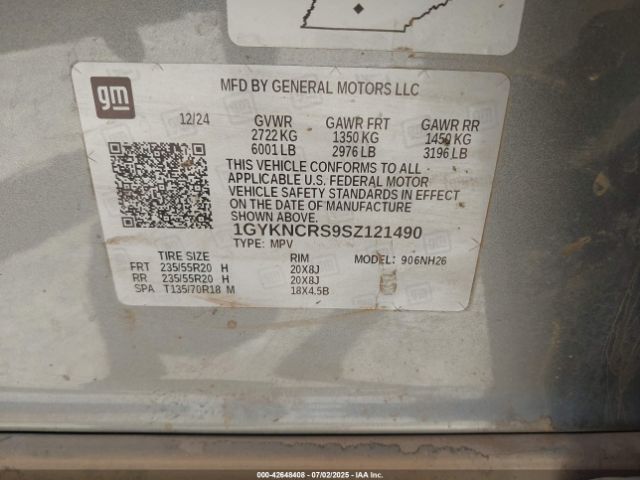 gm
MFD BY GENERAL MOTORS LLC
12/24 GVWR GAWR FRT GAWR RR
2722 KG 1350 KG 1450 KG
6001 LB 2976 LB 3196 LB
THIS VEHICLE CONFORMS TO ALL
APPLICABLE U.S. FEDERAL MOTOR
VEHICLE SAFETY STANDARDS IN EFFECT
ON THE DATE OF MANUFACTURE
SHOWN ABOVE.
1GYKNCRS9SZ121490
TYPE: MPV
TIRE SIZE RIM MODEL: 906NH26
FRT 235/55R20 H 20X8J
RR 235/55R20 H 20X8J
SPA T135/70R18 M 18X4.5B
000-42648408 - 07/02/2025 - IAA Inc.